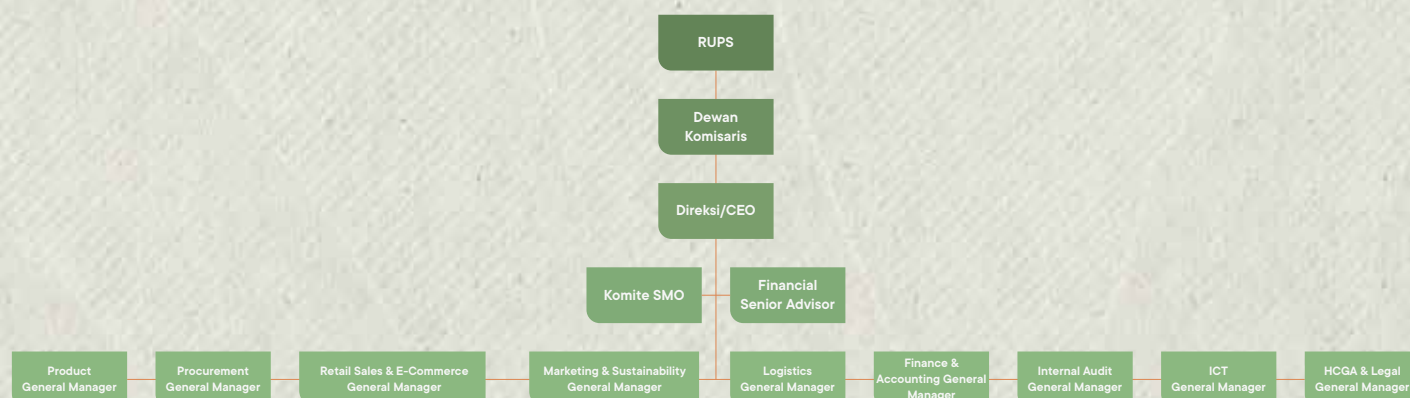 RUPS
Dewan
Komisaris
Direksi/CEO
Komite SMO
Financial
Senior Advisor
Product
General Manager
Procurement
General Manager
Retail Sales & E-Commerce
General Manager
Marketing & Sustainability
General Manager
Logistics
General Manager
Finance &
Accounting General
Manager
Internal Audit
General Manager
ICT
General Manager
HCGA & Legal
General Manager